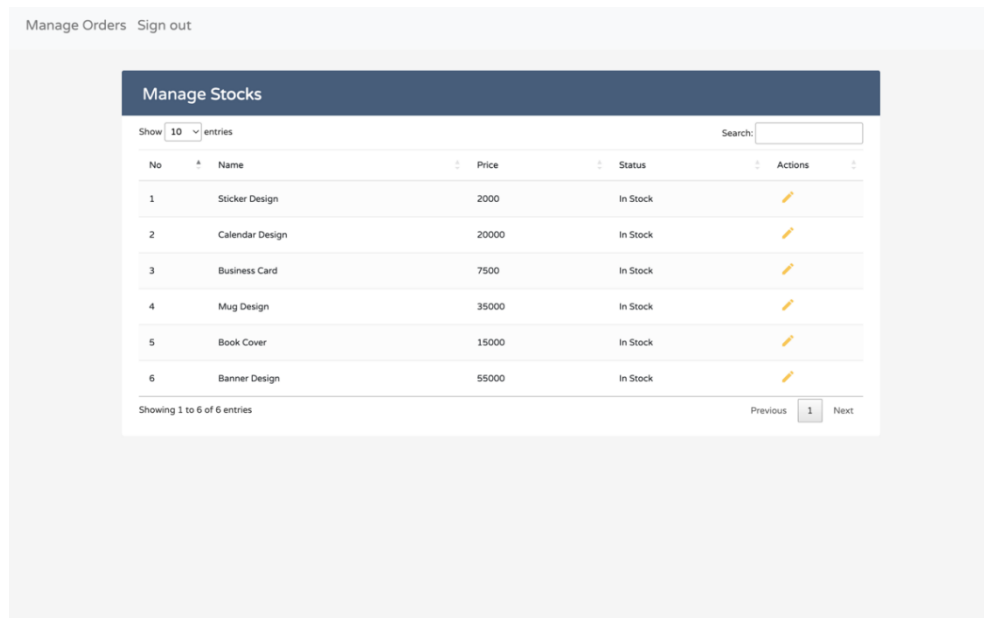 Manage Orders Sign out
Manage Stocks
Show 10 entries Search:
No Name Price Status Actions
1 Sticker Design 2000 In Stock
2 Calendar Design 20000 In Stock
3 Business Card 7500 In Stock
4 Mug Design 35000 In Stock
5 Book Cover 15000 In Stock
6 Banner Design 55000 In Stock
Showing 1 to 6 of 6 entries Previous 1 Next